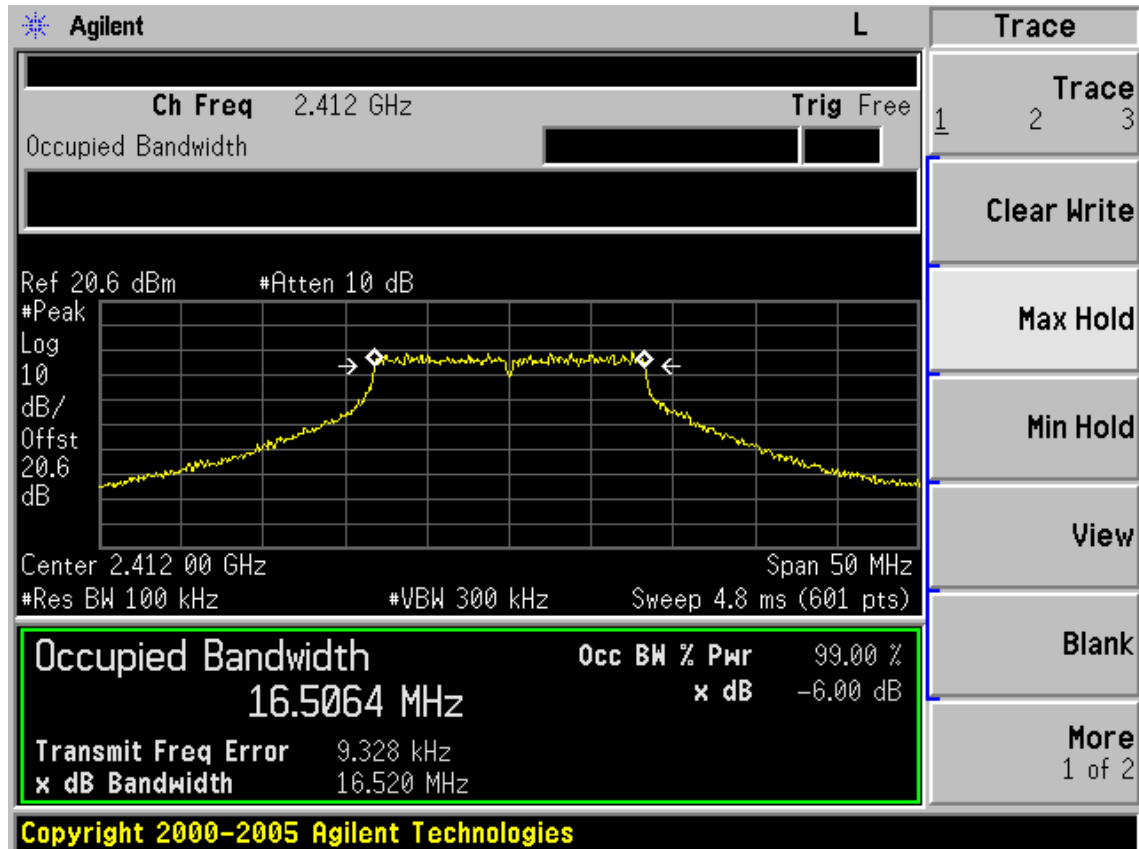 Agilent L Trace
Ch Freq 2.412 GHz Trig Free
Occupied Bandwidth
Trace
1 2 3
Clear Write
Ref 20.6 dBm #Atten 10 dB
#Peak
Log
10
dB/
Offst
20.6
dB
Max Hold
Min Hold
View
Center 2.412 00 GHz Span 50 MHz
#Res BW 100 kHz #VBW 300 kHz Sweep 4.8 ms (601 pts)
Occupied Bandwidth Occ BW % Pwr 99.00 %
16.5064 MHz x dB -6.00 dB
Transmit Freq Error 9.328 kHz
x dB Bandwidth 16.520 MHz
Blank
More
1 of 2
Copyright 2000-2005 Agilent Technologies